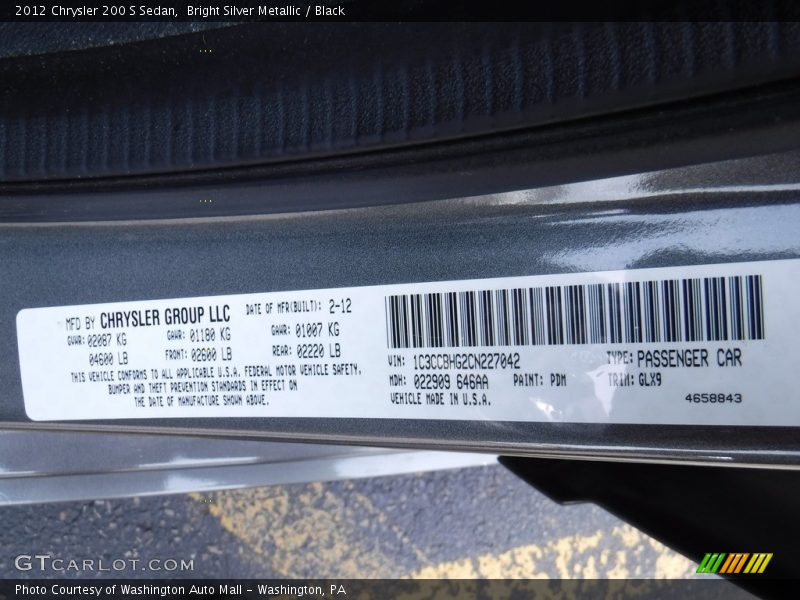 2012 Chrysler 200 S Sedan, Bright Silver Metallic / Black
MFD BY CHRYSLER GROUP LLC DATE OF MFR(BUILT): 2-12
GVWR: 02087 KG GAWR: 01180 KG GAWR: 01007 KG
04600 LB FRONT: 02600 LB REAR: 02220 LB
THIS VEHICLE CONFORMS TO ALL APPLICABLE U.S.A. FEDERAL MOTOR VEHICLE SAFETY,
BUMPER AND THEFT PREVENTION STANDARDS IN EFFECT ON
THE DATE OF MANUFACTURE SHOWN ABOVE.
VIN: 1C3CCBHG2CN227042 TYPE: PASSENGER CAR
MDH: 022909 646AA PAINT: PDM TRIM: GLX9
VEHICLE MADE IN U.S.A. 4658843
GTCARLOT.COM
Photo Courtesy of Washington Auto Mall - Washington, PA